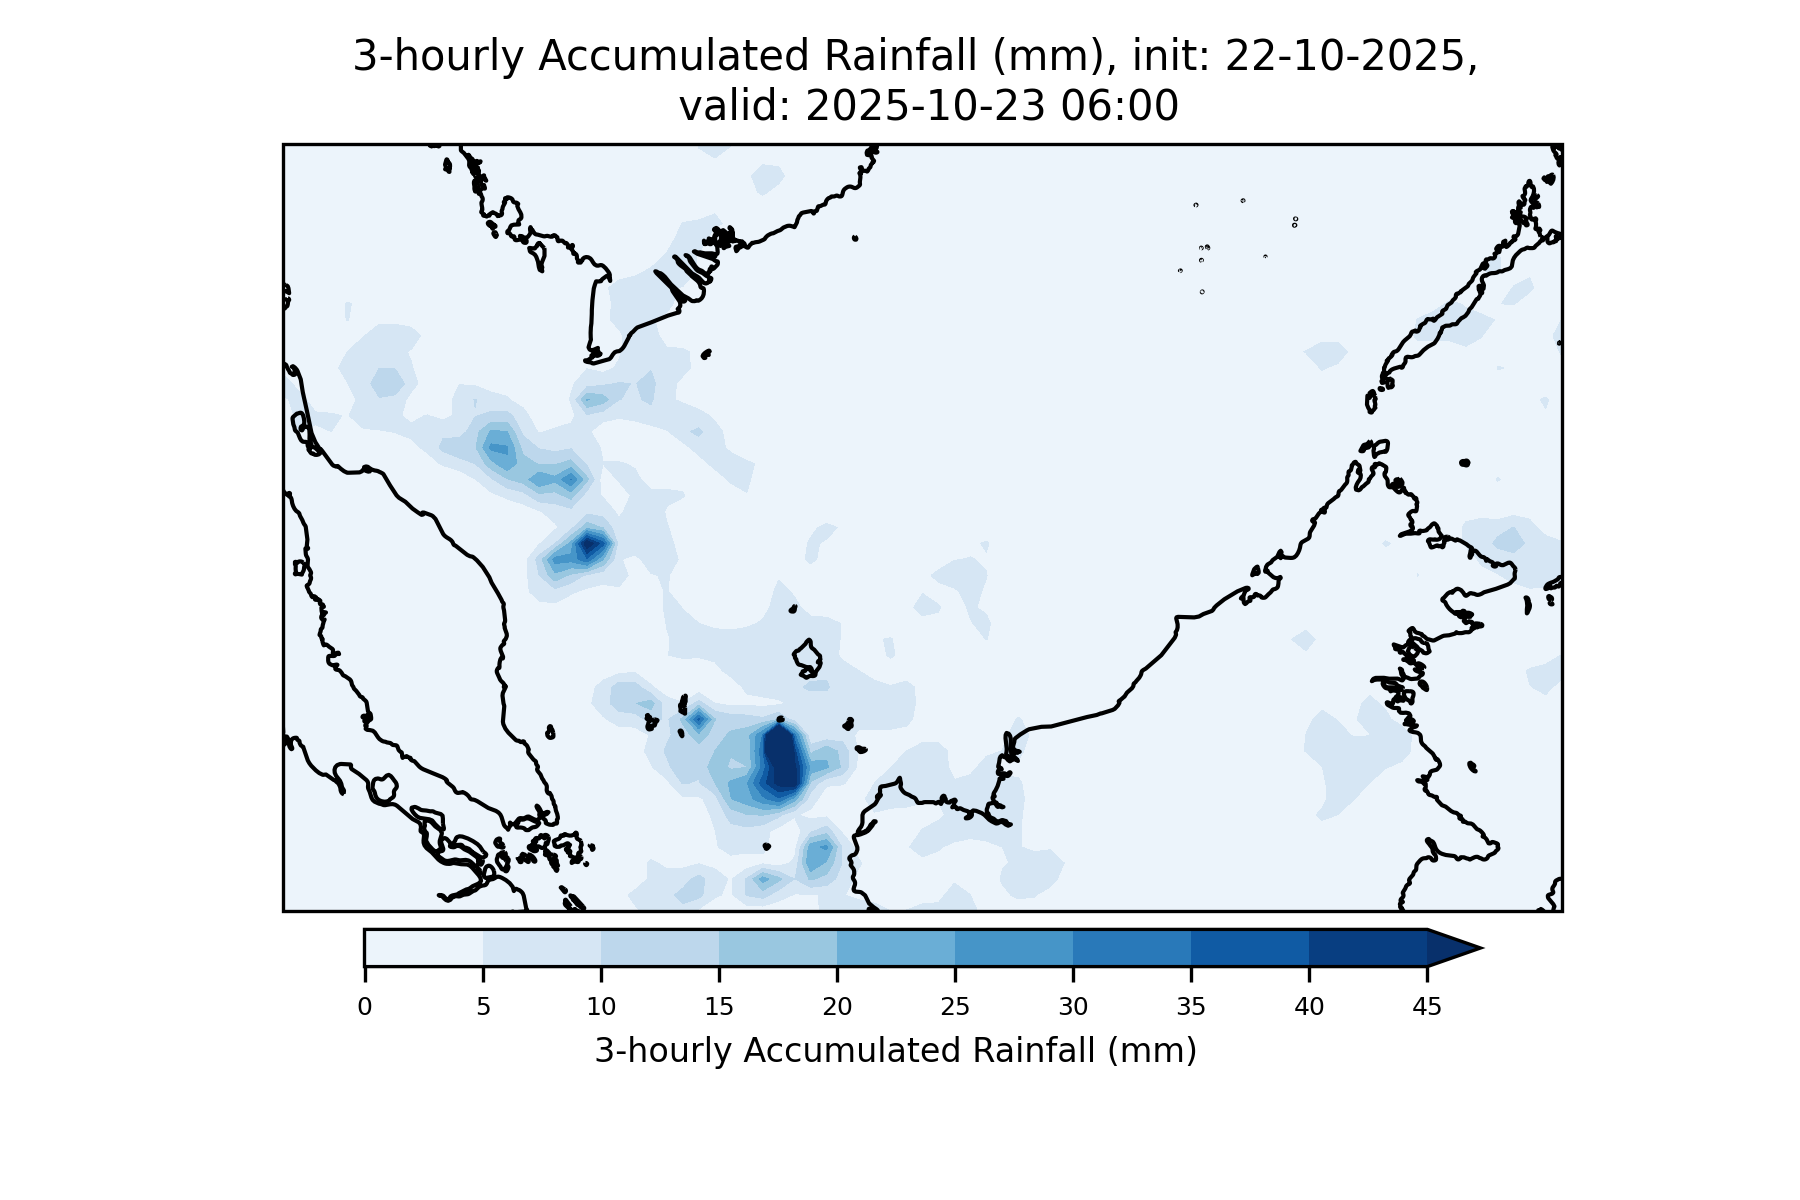 3-hourly Accumulated Rainfall (mm), init: 22-10-2025,
valid: 2025-10-23 06:00
0 5 10 15 20 25 30 35 40 45
3-hourly Accumulated Rainfall (mm)